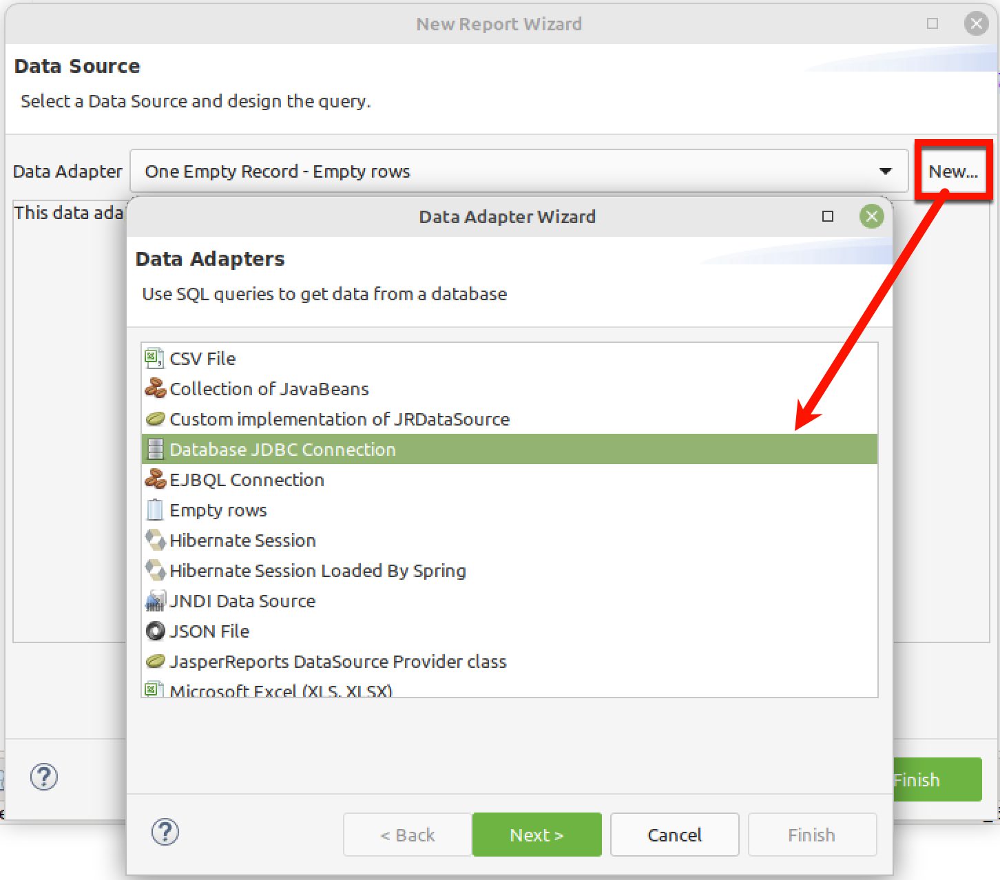 New Report Wizard
Data Source
Select a Data Source and design the query.
Data Adapter One Empty Record - Empty rows New...
This data ada
Data Adapter Wizard
Data Adapters
Use SQL queries to get data from a database
CSV File
Collection of JavaBeans
Custom implementation of JRDataSource
Database JDBC Connection
EJBQL Connection
Empty rows
Hibernate Session
Hibernate Session Loaded By Spring
JNDI Data Source
JSON File
JasperReports DataSource Provider class
Microsoft Excel (XLS, XLSX)
Finish
< Back Next > Cancel Finish